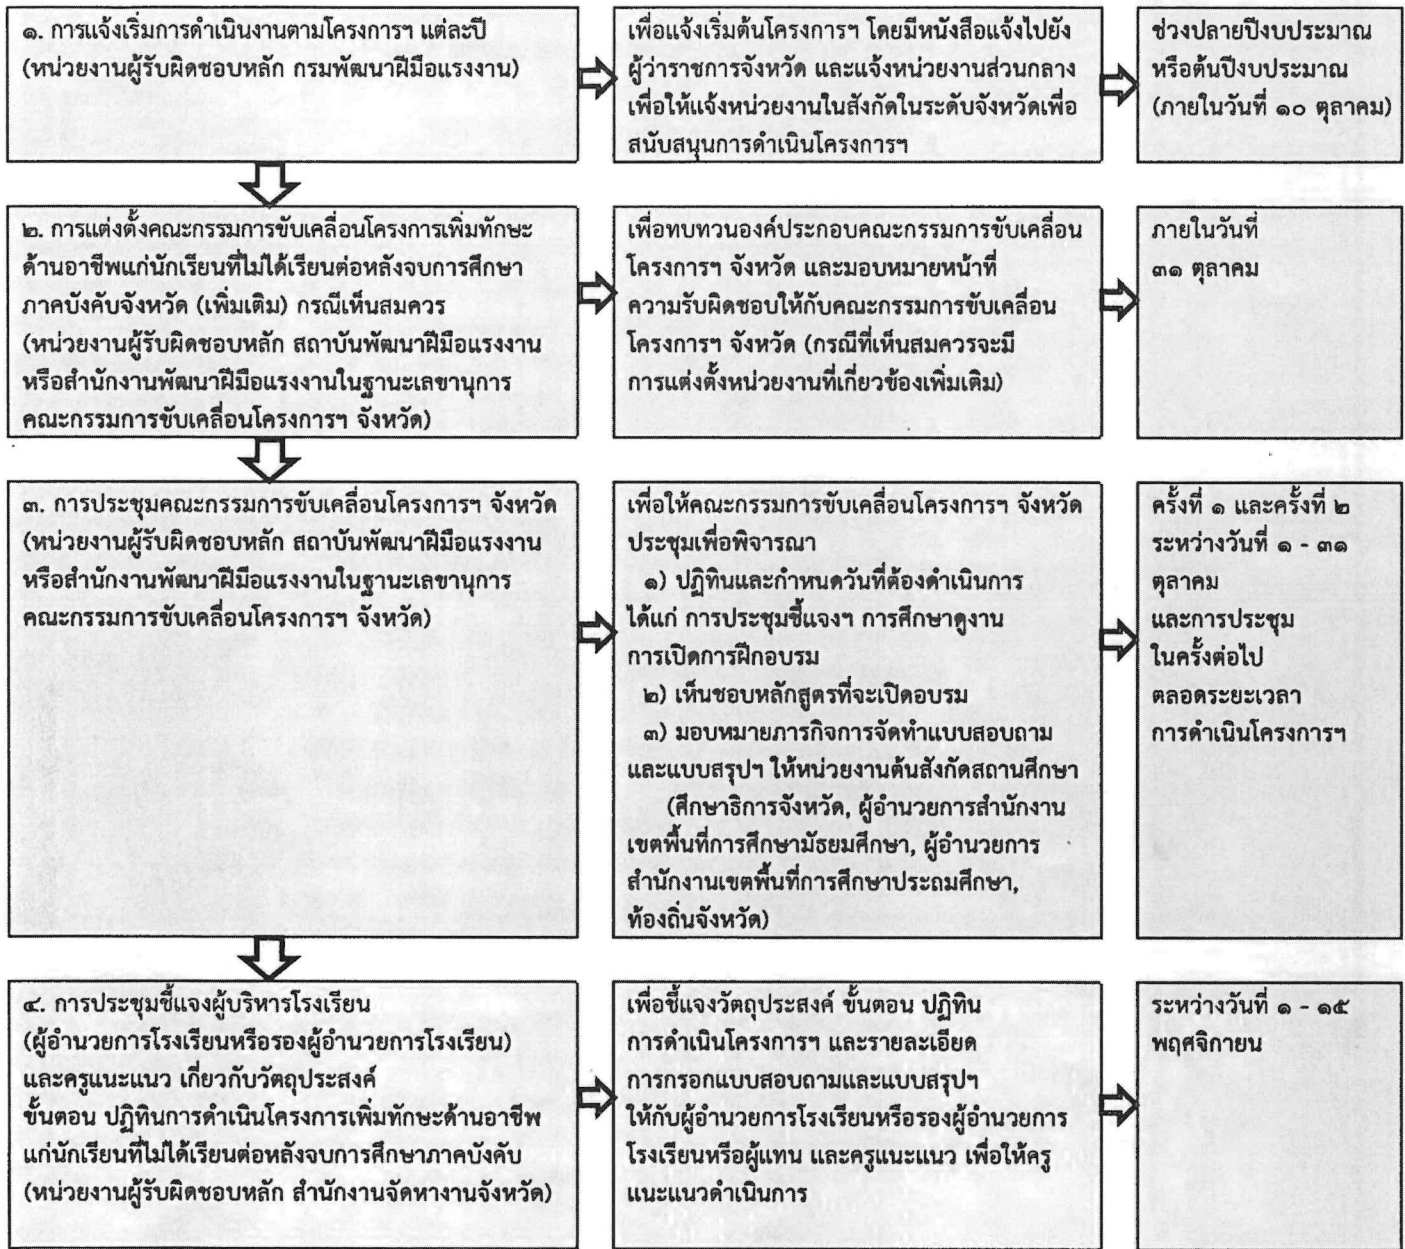 ๑. การแจ้งเริ่มการดำเนินงานตามโครงการฯ แต่ละปี
(หน่วยงานผู้รับผิดชอบหลัก กรมพัฒนาฝีมือแรงงาน)
เพื่อแจ้งเริ่มต้นโครงการฯ โดยมีหนังสือแจ้งไปยัง
ผู้ว่าราชการจังหวัด และแจ้งหน่วยงานส่วนกลาง
เพื่อให้แจ้งหน่วยงานในสังกัดในระดับจังหวัดเพื่อ
สนับสนุนการดำเนินโครงการฯ
ช่วงปลายปีงบประมาณ
หรือต้นปีงบประมาณ
(ภายในวันที่ ๑๐ ตุลาคม)
๒. การแต่งตั้งคณะกรรมการขับเคลื่อนโครงการเพิ่มทักษะ
ด้านอาชีพแก่นักเรียนที่ไม่ได้เรียนต่อหลังจบการศึกษา
ภาคบังคับจังหวัด (เพิ่มเติม) กรณีเห็นสมควร
(หน่วยงานผู้รับผิดชอบหลัก สถาบันพัฒนาฝีมือแรงงาน
หรือสำนักงานพัฒนาฝีมือแรงงานในฐานะเลขานุการ
คณะกรรมการขับเคลื่อนโครงการฯ จังหวัด)
เพื่อทบทวนองค์ประกอบคณะกรรมการขับเคลื่อน
โครงการฯ จังหวัด และมอบหมายหน้าที่
ความรับผิดชอบให้กับคณะกรรมการขับเคลื่อน
โครงการฯ จังหวัด (กรณีที่เห็นสมควรจะมี
การแต่งตั้งหน่วยงานที่เกี่ยวข้องเพิ่มเติม)
ภายในวันที่
๓๑ ตุลาคม
๓. การประชุมคณะกรรมการขับเคลื่อนโครงการฯ จังหวัด
(หน่วยงานผู้รับผิดชอบหลัก สถาบันพัฒนาฝีมือแรงงาน
หรือสำนักงานพัฒนาฝีมือแรงงานในฐานะเลขานุการ
คณะกรรมการขับเคลื่อนโครงการฯ จังหวัด)
เพื่อให้คณะกรรมการขับเคลื่อนโครงการฯ จังหวัด
ประชุมเพื่อพิจารณา
๑) ปฏิทินและกำหนดวันที่ต้องดำเนินการ
ได้แก่ การประชุมชี้แจงฯ การศึกษาดูงาน
การเปิดการฝึกอบรม
๒) เห็นชอบหลักสูตรที่จะเปิดอบรม
๓) มอบหมายภารกิจการจัดทำแบบสอบถาม
และแบบสรุปฯ ให้หน่วยงานต้นสังกัดสถานศึกษา
(ศึกษาธิการจังหวัด, ผู้อำนวยการสำนักงาน
เขตพื้นที่การศึกษามัธยมศึกษา, ผู้อำนวยการ
สำนักงานเขตพื้นที่การศึกษาประถมศึกษา,
ท้องถิ่นจังหวัด)
ครั้งที่ ๑ และครั้งที่ ๒
ระหว่างวันที่ ๑ - ๓๑
ตุลาคม
และการประชุม
ในครั้งต่อไป
ตลอดระยะเวลา
การดำเนินโครงการฯ
๔. การประชุมชี้แจงผู้บริหารโรงเรียน
(ผู้อำนวยการโรงเรียนหรือรองผู้อำนวยการโรงเรียน)
และครูแนะแนว เกี่ยวกับวัตถุประสงค์
ขั้นตอน ปฏิทินการดำเนินโครงการเพิ่มทักษะด้านอาชีพ
แก่นักเรียนที่ไม่ได้เรียนต่อหลังจบการศึกษาภาคบังคับ
(หน่วยงานผู้รับผิดชอบหลัก สำนักงานจัดหางานจังหวัด)
เพื่อชี้แจงวัตถุประสงค์ ขั้นตอน ปฏิทิน
การดำเนินโครงการฯ และรายละเอียด
การกรอกแบบสอบถามและแบบสรุปฯ
ให้กับผู้อำนวยการโรงเรียนหรือรองผู้อำนวยการ
โรงเรียนหรือผู้แทน และครูแนะแนว เพื่อให้ครู
แนะแนวดำเนินการ
ระหว่างวันที่ ๑ - ๑๕
พฤศจิกายน